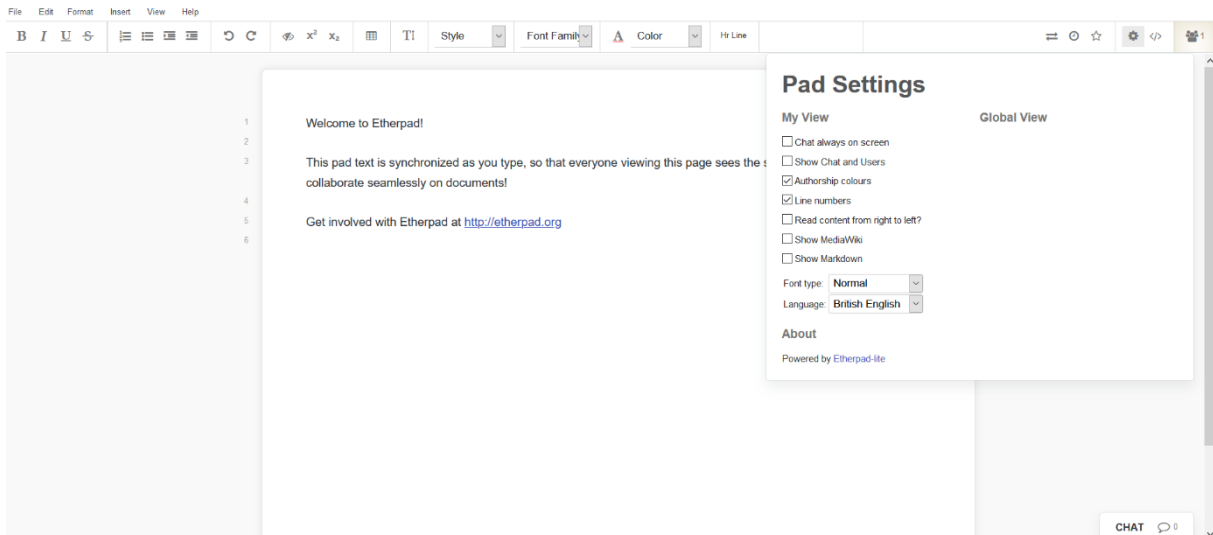 File Edit Format Insert View Help
B I U S x² x₂ TI Style Font Family A Color Hr Line </> 1
Pad Settings
My View Global View
Chat always on screen
Show Chat and Users
Authorship colours
Line numbers
Read content from right to left?
Show MediaWiki
Show Markdown
Font type: Normal
Language: British English
About
Powered by Etherpad-lite
1 Welcome to Etherpad!
2
3 This pad text is synchronized as you type, so that everyone viewing this page sees the
collaborate seamlessly on documents!
4
5 Get involved with Etherpad at http://etherpad.org
6
CHAT 0